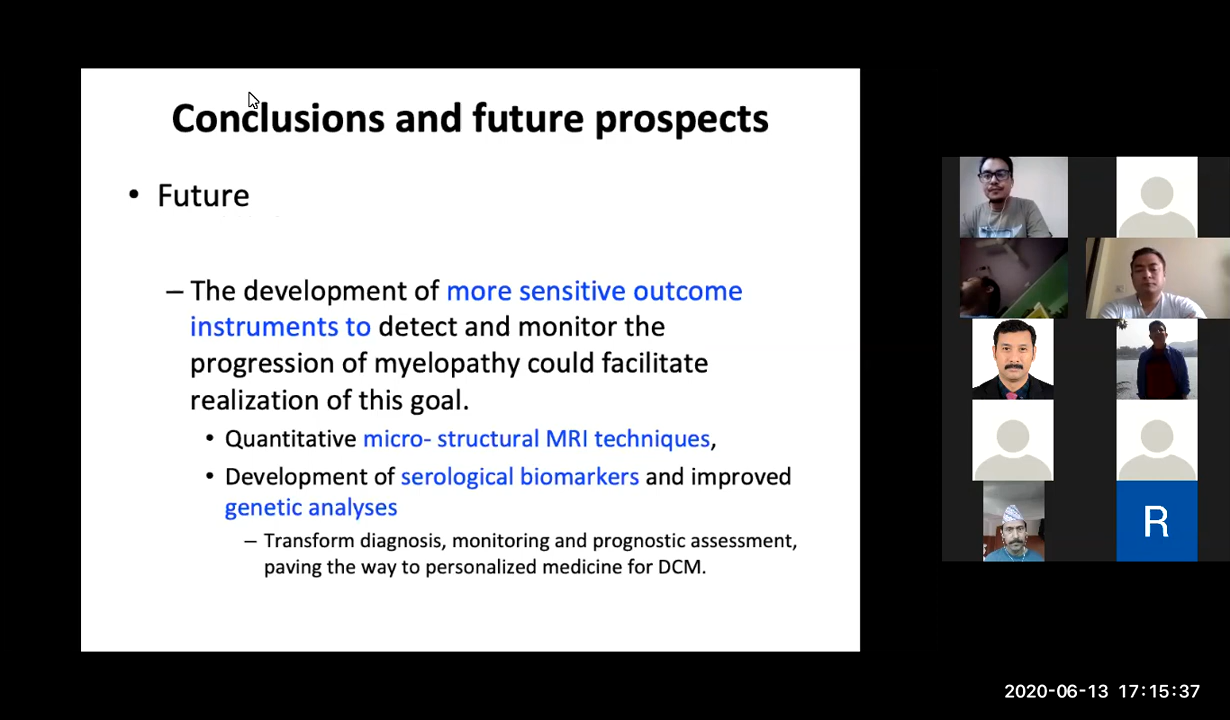 Conclusions and future prospects
• Future
– The development of more sensitive outcome
instruments to detect and monitor the
progression of myelopathy could facilitate
realization of this goal.
• Quantitative micro- structural MRI techniques,
• Development of serological biomarkers and improved
genetic analyses
– Transform diagnosis, monitoring and prognostic assessment,
paving the way to personalized medicine for DCM.
R
2020-06-13 17:15:37